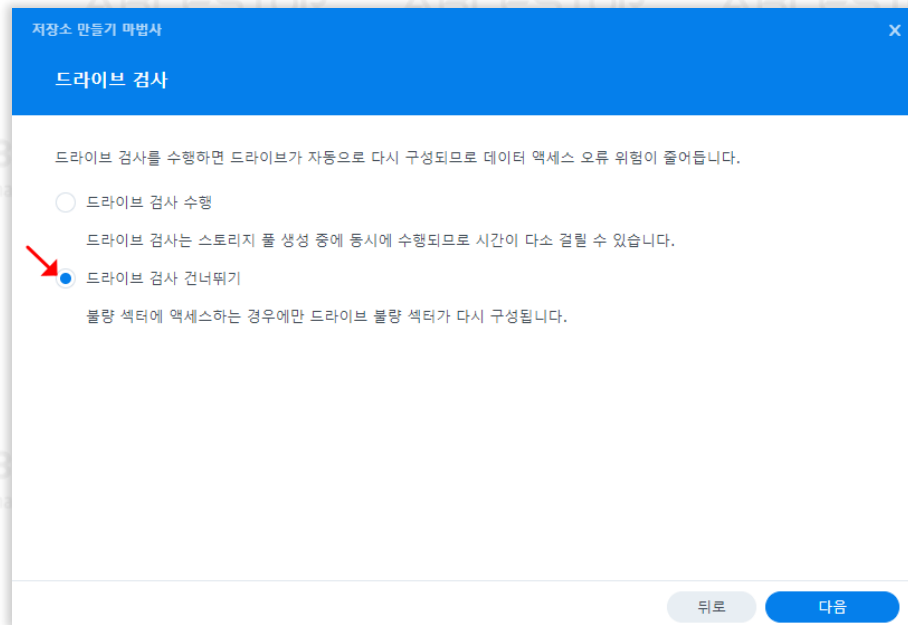 저장소 만들기 마법사
드라이브 검사
드라이브 검사를 수행하면 드라이브가 자동으로 다시 구성되므로 데이터 액세스 오류 위험이 줄어듭니다.
드라이브 검사 수행
드라이브 검사는 스토리지 풀 생성 중에 동시에 수행되므로 시간이 다소 걸릴 수 있습니다.
드라이브 검사 건너뛰기
불량 섹터에 액세스하는 경우에만 드라이브 불량 섹터가 다시 구성됩니다.
뒤로
다음